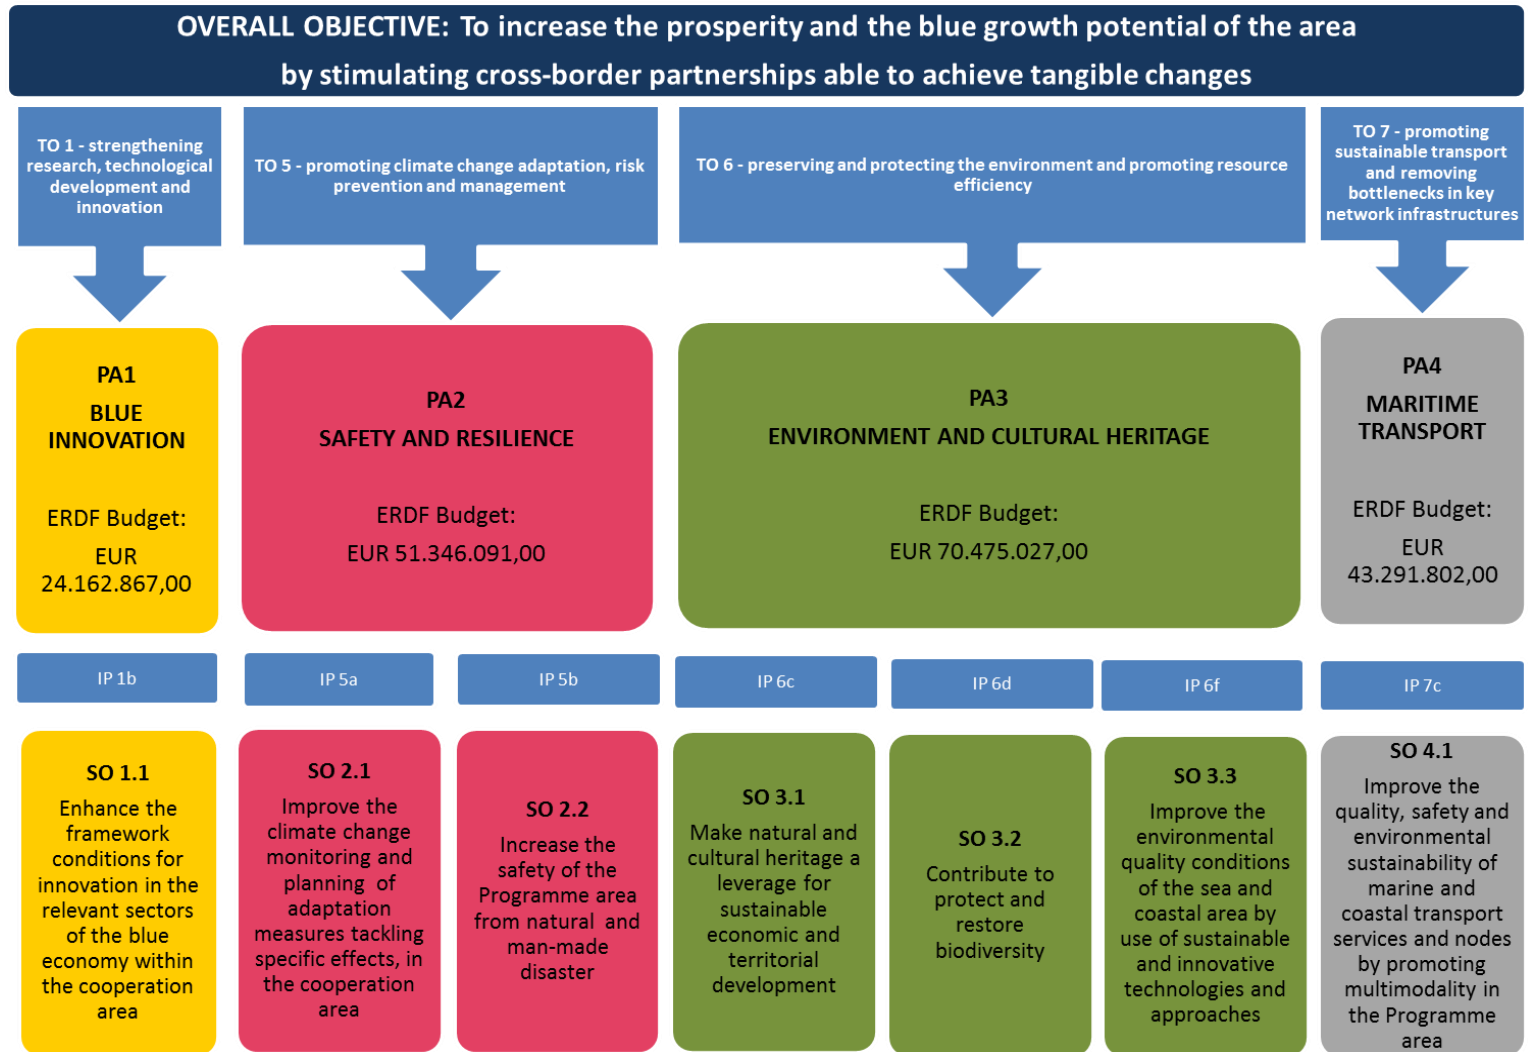 OVERALL OBJECTIVE: To increase the prosperity and the blue growth potential of the area
by stimulating cross-border partnerships able to achieve tangible changes
TO 1 - strengthening
research, technological
development and
innovation
TO 5 - promoting climate change adaptation, risk
prevention and management
TO 6 - preserving and protecting the environment and promoting resource
efficiency
TO 7 - promoting
sustainable transport
and removing
bottlenecks in key
network infrastructures
PA1
BLUE
INNOVATION
ERDF Budget:
EUR
24.162.867,00
PA2
SAFETY AND RESILIENCE
ERDF Budget:
EUR 51.346.091,00
PA3
ENVIRONMENT AND CULTURAL HERITAGE
ERDF Budget:
EUR 70.475.027,00
PA4
MARITIME
TRANSPORT
ERDF Budget:
EUR
43.291.802,00
IP 1b
IP 5a
IP 5b
IP 6c
IP 6d
IP 6f
IP 7c
SO 1.1
Enhance the
framework
conditions for
innovation in the
relevant sectors
of the blue
economy within
the cooperation
area
SO 2.1
Improve the
climate change
monitoring and
planning of
adaptation
measures tackling
specific effects, in
the cooperation
area
SO 2.2
Increase the
safety of the
Programme area
from natural and
man-made
disaster
SO 3.1
Make natural and
cultural heritage a
leverage for
sustainable
economic and
territorial
development
SO 3.2
Contribute to
protect and
restore
biodiversity
SO 3.3
Improve the
environmental
quality conditions
of the sea and
coastal area by
use of sustainable
and innovative
technologies and
approaches
SO 4.1
Improve the
quality, safety and
environmental
sustainability of
marine and
coastal transport
services and nodes
by promoting
multimodality in
the Programme
area